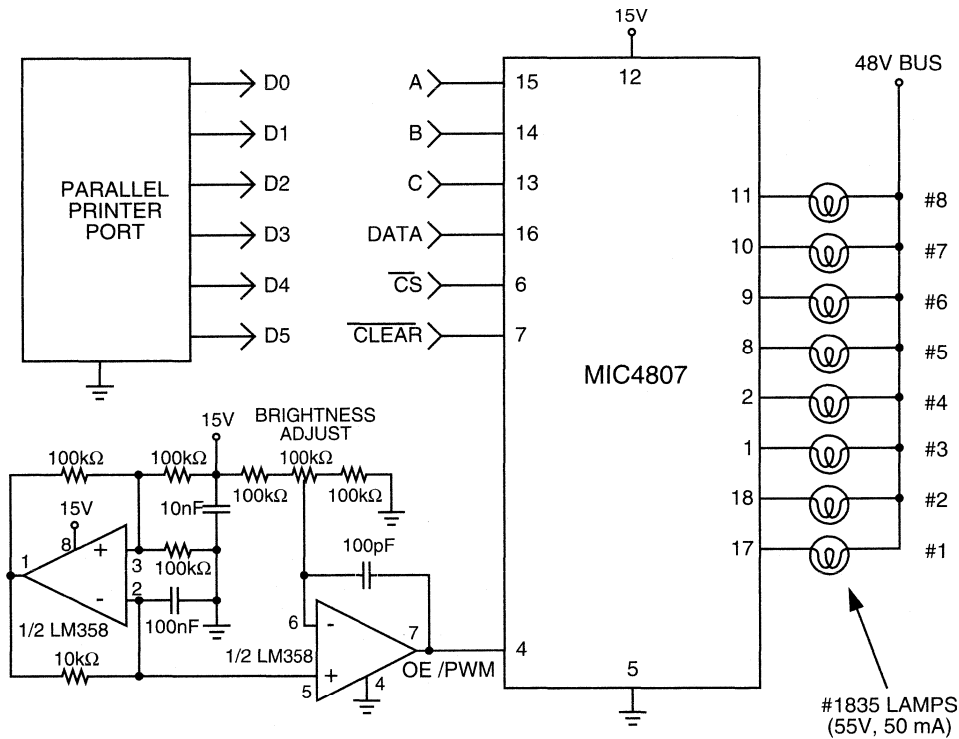 15V
48V BUS
PARALLEL
PRINTER
PORT
D0
D1
D2
D3
D4
D5
A
B
C
DATA
CS
CLEAR
15
14
13
16
6
7
12
MIC4807
11
10
9
8
2
1
18
17
#8
#7
#6
#5
#4
#3
#2
#1
4
5
15V
BRIGHTNESS
ADJUST
100kΩ
100kΩ
100kΩ
100kΩ
100kΩ
10nF
15V
8
1
+
3
-
2
100kΩ
100nF
1/2 LM358
10kΩ
100pF
6
-
7
1/2 LM358
+
5
4
OE /PWM
#1835 LAMPS
(55V, 50 mA)